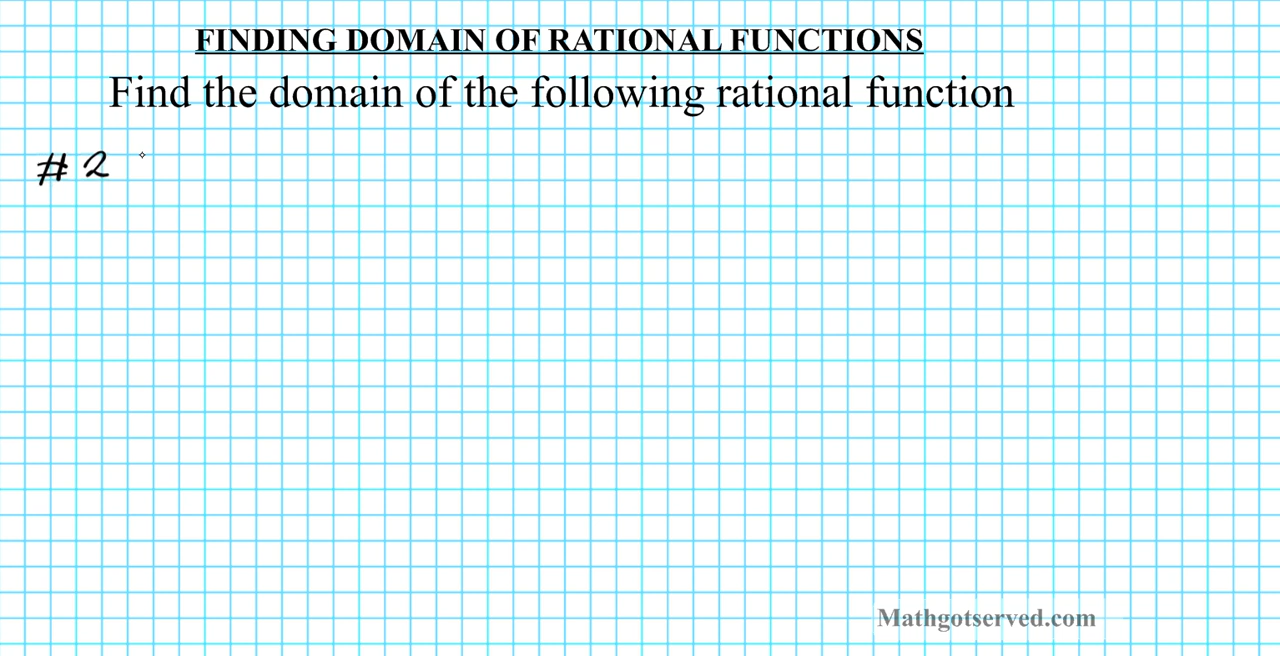 FINDING DOMAIN OF RATIONAL FUNCTIONS
Find the domain of the following rational function
# 2
Mathgotserved.com